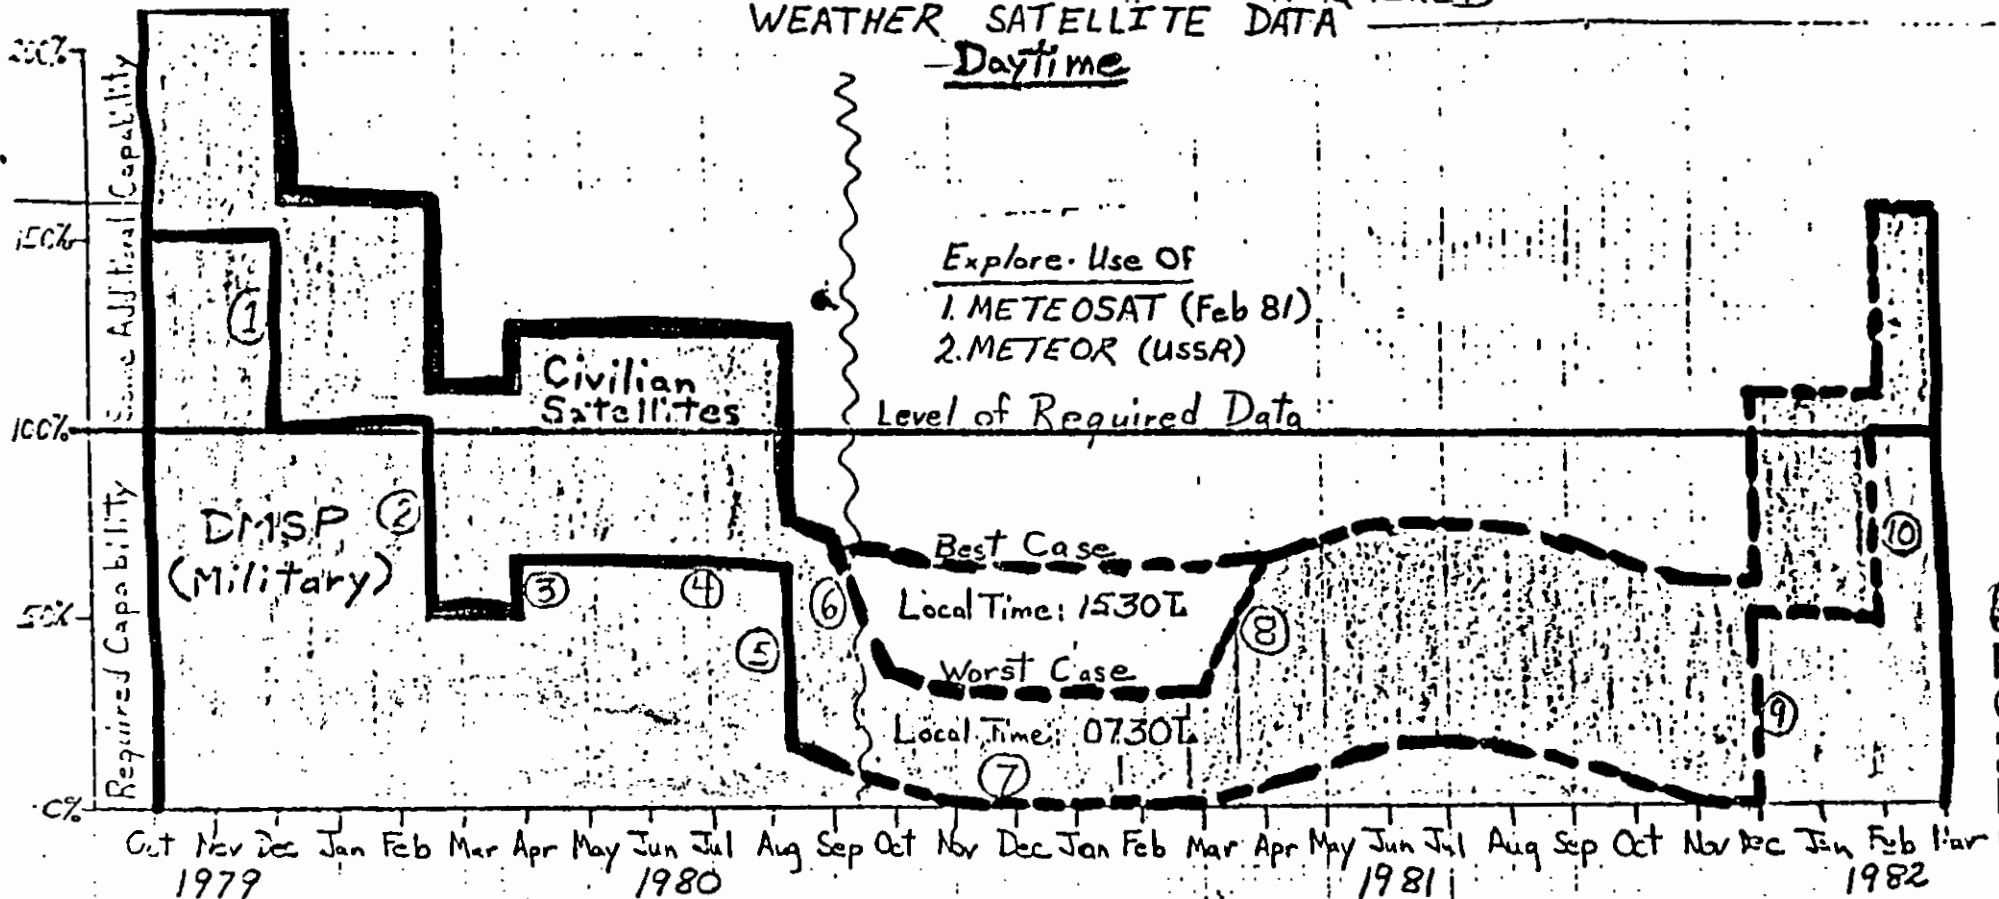 WEATHER SATELLITE DATA
Daytime
200%
150%
100%
50%
0%
Some Additional Capability
Required Capability
①
②
DMSP
(Military)
Civilian
Satellites
③
④
⑤
⑥
Explore Use Of
1. METEOSAT (Feb 81)
2. METEOR (USSR)
Level of Required Data
Best Case
Local Time: 1530L
Worst Case
Local Time: 0730L
⑦
⑧
⑨
⑩
Oct Nov Dec Jan Feb Mar Apr May Jun Jul Aug Sep Oct Nov Dec Jan Feb Mar Apr May Jun Jul Aug Sep Oct Nov Dec Jan Feb Mar
1979 1980 1981 1982